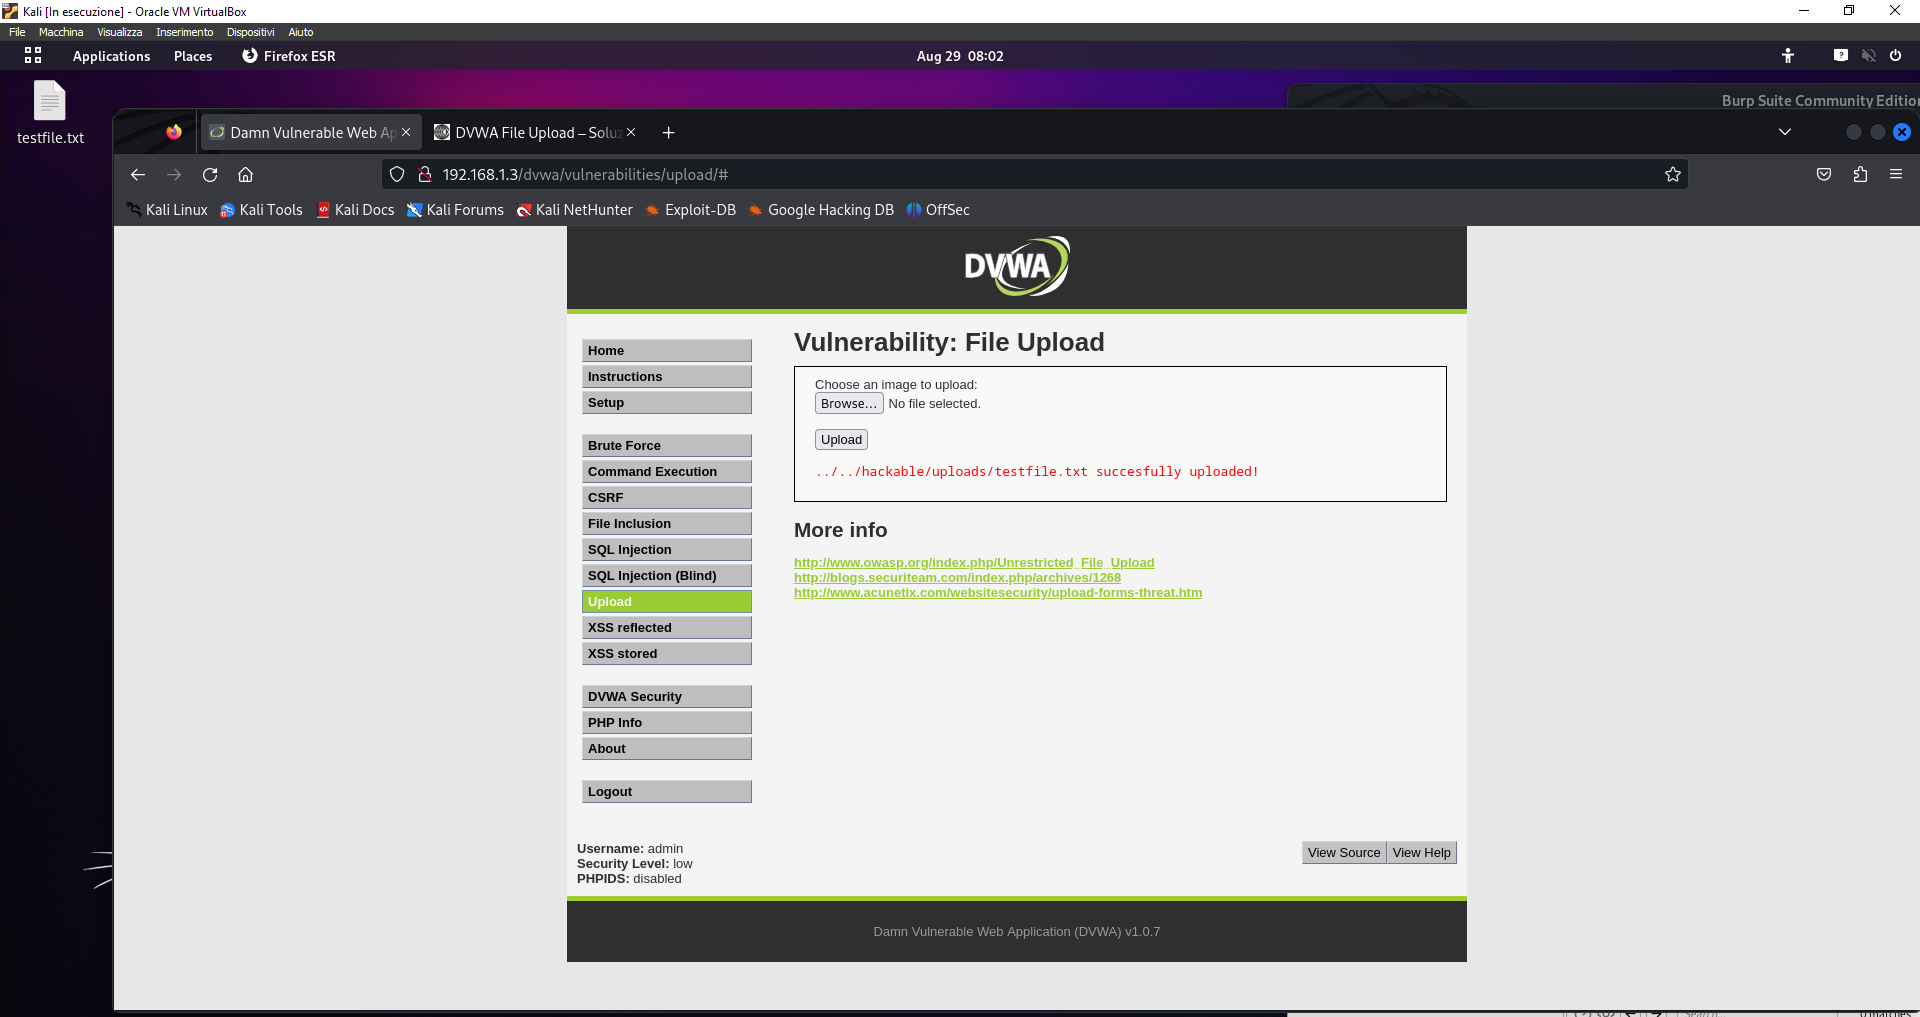 Kali [In esecuzione] - Oracle VM VirtualBox
File Macchina Visualizza Inserimento Dispositivi Aiuto
Applications Places Firefox ESR Aug 29 08:02
testfile.txt
Burp Suite Community Editio
Damn Vulnerable Web Ap DVWA File Upload – Soluz
192.168.1.3/dvwa/vulnerabilities/upload/#
Kali Linux Kali Tools Kali Docs Kali Forums Kali NetHunter Exploit-DB Google Hacking DB OffSec
DVWA
Home
Instructions
Setup
Brute Force
Command Execution
CSRF
File Inclusion
SQL Injection
SQL Injection (Blind)
Upload
XSS reflected
XSS stored
DVWA Security
PHP Info
About
Logout
Vulnerability: File Upload
Choose an image to upload:
Browse... No file selected.
Upload
../../hackable/uploads/testfile.txt succesfully uploaded!
More info
http://www.owasp.org/index.php/Unrestricted_File_Upload
http://blogs.securiteam.com/index.php/archives/1268
http://www.acunetix.com/websitesecurity/upload-forms-threat.htm
Username: admin
Security Level: low
PHPIDS: disabled
View Source View Help
Damn Vulnerable Web Application (DVWA) v1.0.7